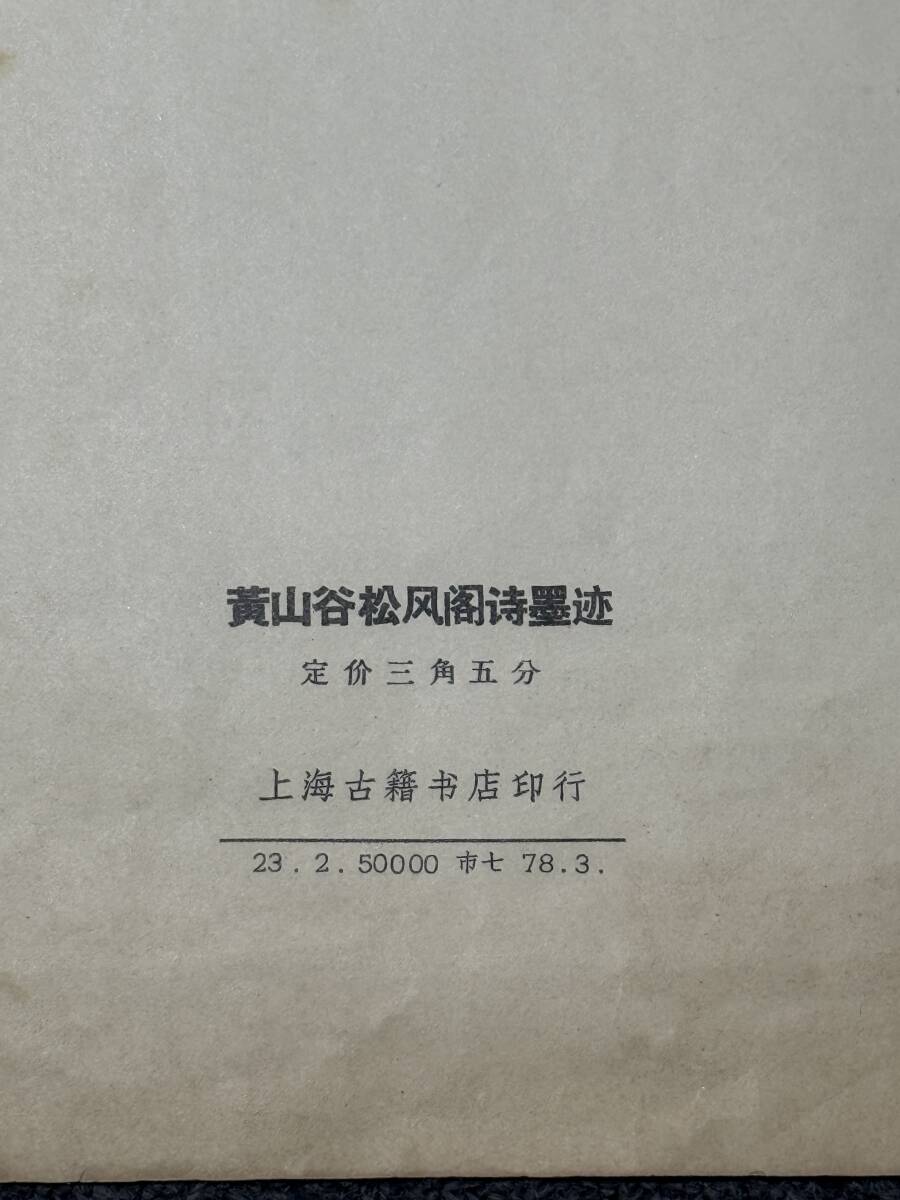 黄山谷松风阁诗墨迹
定价三角五分
上海古籍书店印行
23.2.50000 市七 78.3.